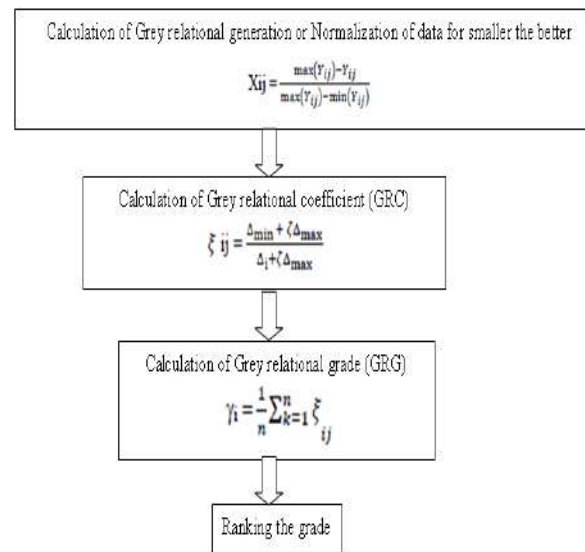 Calculation of Grey relational generation or Normalization of data for smaller the better
Xij = max(Yij)−Yij / max(Yij)−min(Yij)
Calculation of Grey relational coefficient (GRC)
ξ ij = Δmin + ζΔmax / Δi+ζΔmax
Calculation of Grey relational grade (GRG)
γi = 1/n ∑ⁿₖ₌₁ ξ ij
Ranking the grade